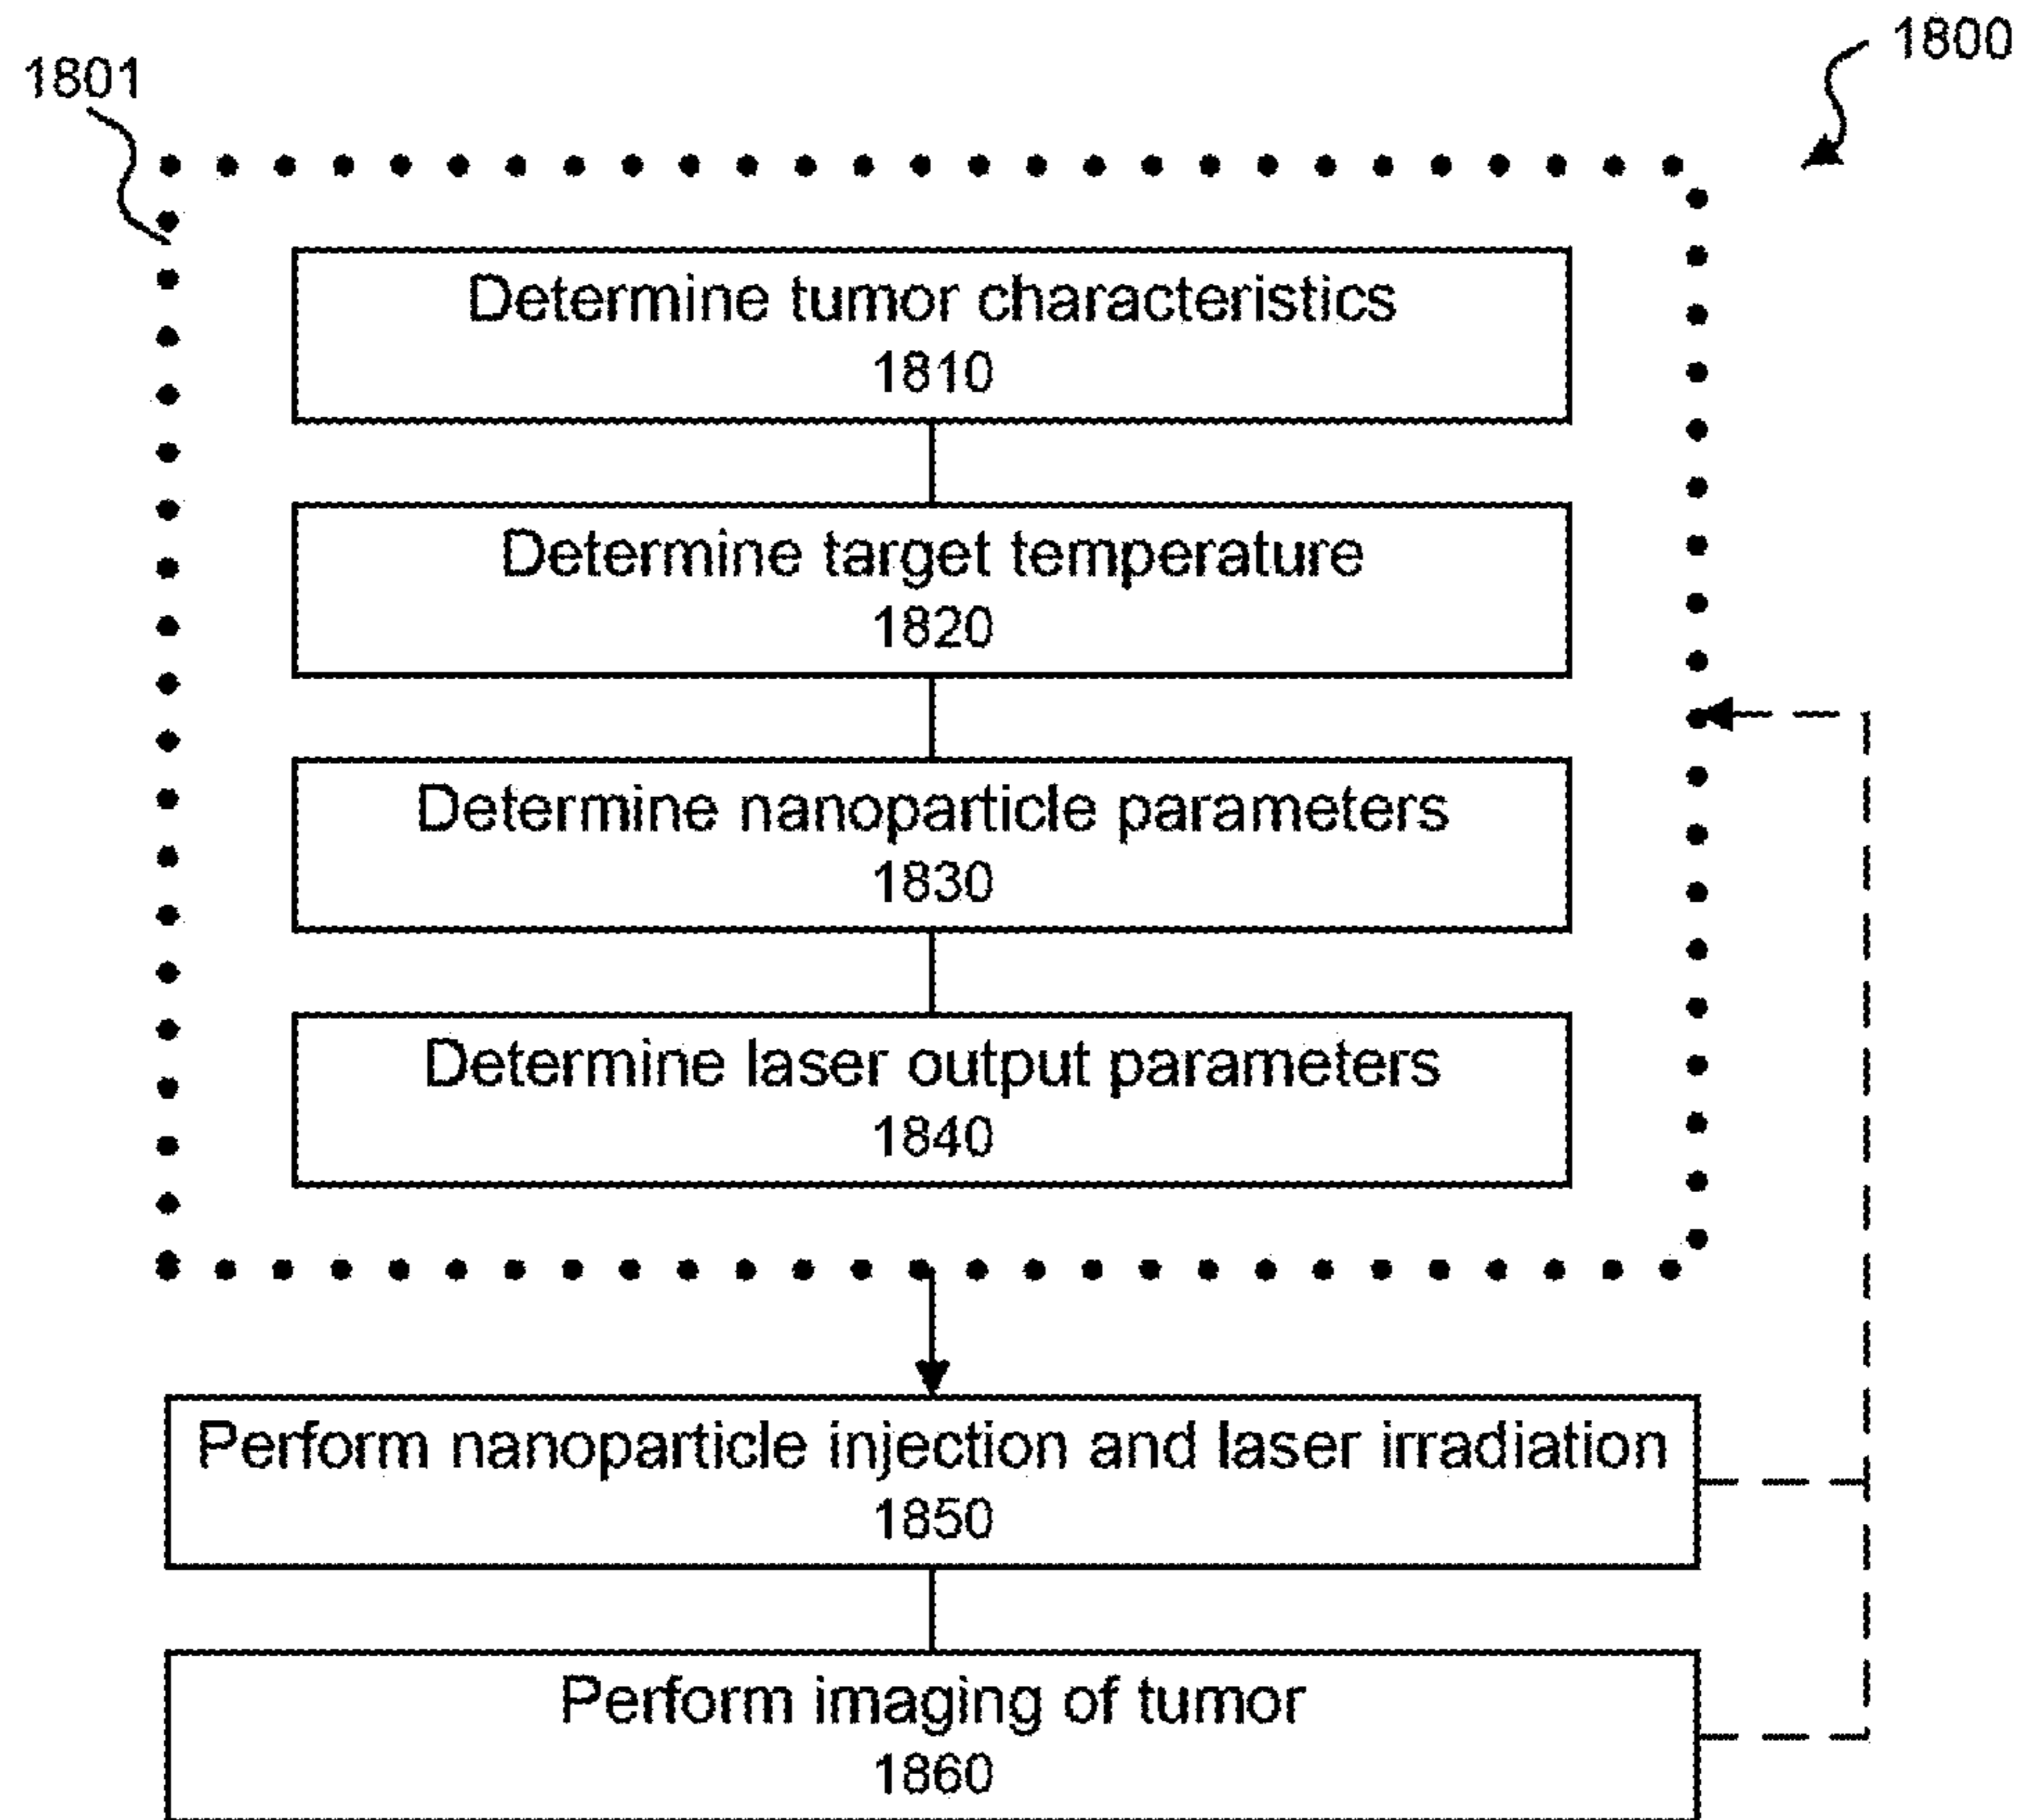 1800
1801
Determine tumor characteristics
1810
Determine target temperature
1820
Determine nanoparticle parameters
1830
Determine laser output parameters
1840
Perform nanoparticle injection and laser irradiation
1850
Perform imaging of tumor
1860